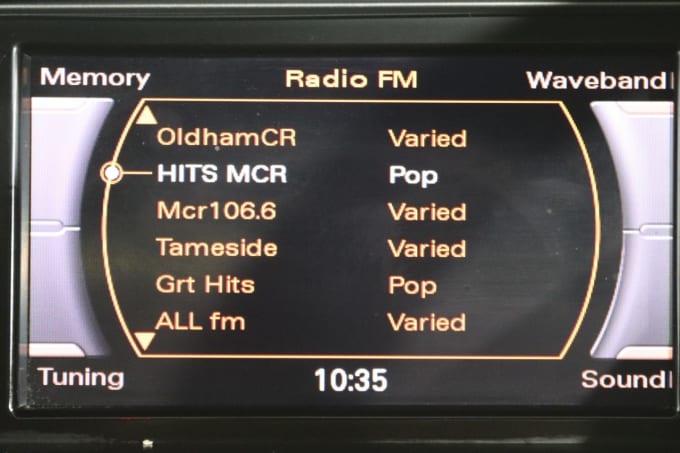 Memory Radio FM Waveband
OldhamCR Varied
HITS MCR Pop
Mcr106.6 Varied
Tameside Varied
Grt Hits Pop
ALL fm Varied
Tuning 10:35 Sound